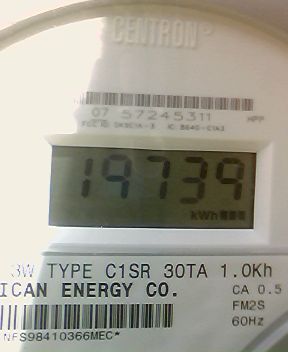 CENTRON®
07 57245311
HPP
19739
kWh
3W TYPE C1SR 30TA 1.0Kh
ICAN ENERGY CO.
CA 0.5
FM2S
60Hz
NFS98410366MEC*